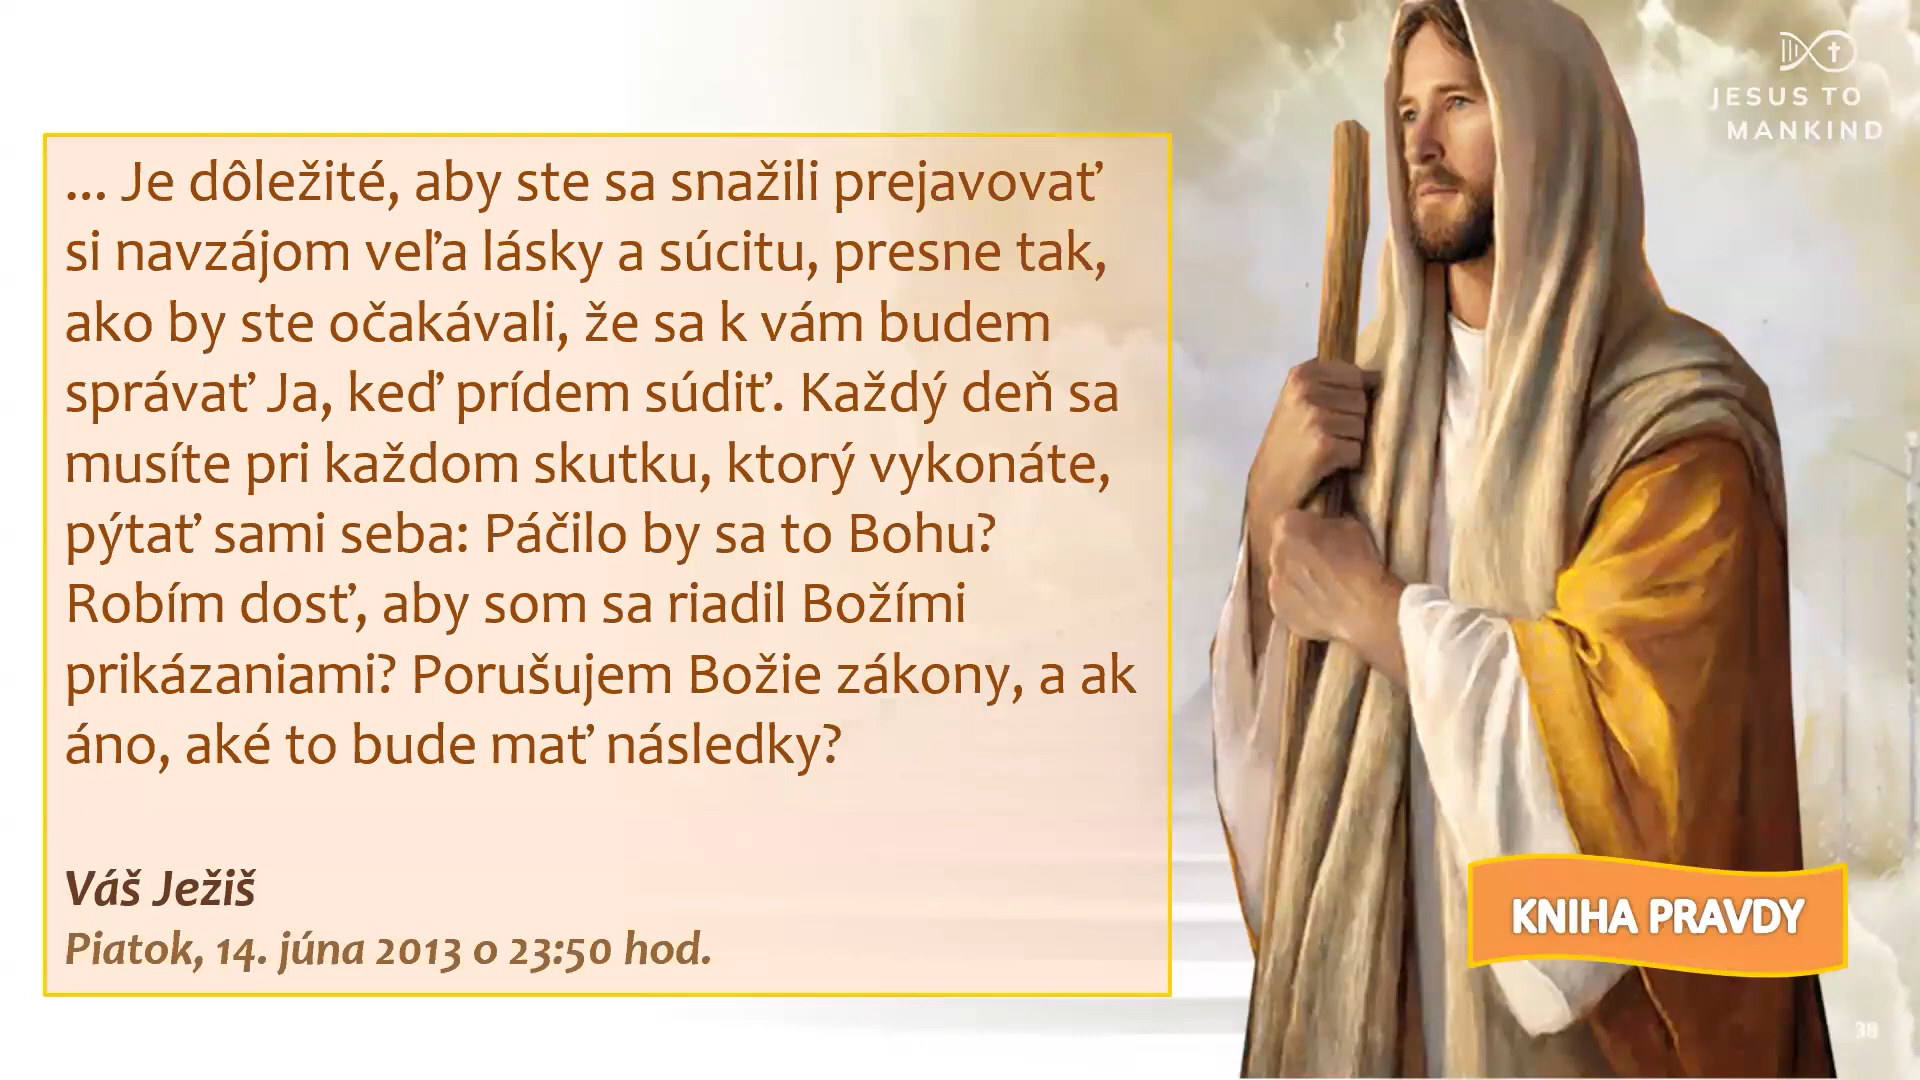 JESUS TO
MANKIND
... Je dôležité, aby ste sa snažili prejavovať
si navzájom veľa lásky a súcitu, presne tak,
ako by ste očakávali, že sa k vám budem
správať Ja, keď prídem súdiť. Každý deň sa
musíte pri každom skutku, ktorý vykonáte,
pýtať sami seba: Páčilo by sa to Bohu?
Robím dosť, aby som sa riadil Božími
prikázaniami? Porušujem Božie zákony, a ak
áno, aké to bude mať následky?
Váš Ježiš
Piatok, 14. júna 2013 o 23:50 hod.
KNIHA PRAVDY
38